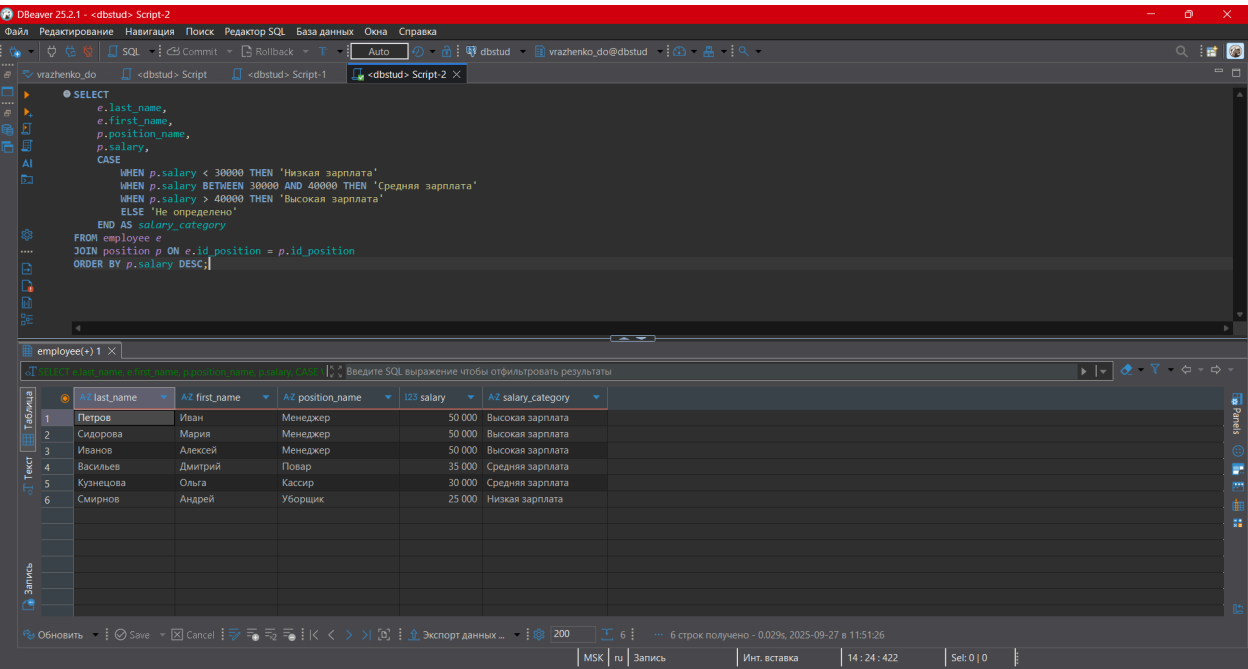 DBeaver 25.2.1 - <dbstud> Script-2
Файл Редактирование Навигация Поиск Редактор SQL База данных Окна Справка
SQL Commit Rollback T Auto dbstud vrazhenko_do@dbstud
vrazhenko_do <dbstud> Script <dbstud> Script-1 <dbstud> Script-2
SELECT
e.last_name,
e.first_name,
p.position_name,
p.salary,
CASE
WHEN p.salary < 30000 THEN 'Низкая зарплата'
WHEN p.salary BETWEEN 30000 AND 40000 THEN 'Средняя зарплата'
WHEN p.salary > 40000 THEN 'Высокая зарплата'
ELSE 'Не определено'
END AS salary_category
FROM employee e
JOIN position p ON e.id_position = p.id_position
ORDER BY p.salary DESC;
AI
employee(+) 1
SELECT e.last_name, e.first_name, p.position_name, p.salary, CASE Введите SQL выражение чтобы отфильтровать результаты
Таблица
Текст
Запись
Panels
A-Z last_name A-Z first_name A-Z position_name 123 salary A-Z salary_category
1 Петров Иван Менеджер 50 000 Высокая зарплата
2 Сидорова Мария Менеджер 50 000 Высокая зарплата
3 Иванов Алексей Менеджер 50 000 Высокая зарплата
4 Васильев Дмитрий Повар 35 000 Средняя зарплата
5 Кузнецова Ольга Кассир 30 000 Средняя зарплата
6 Смирнов Андрей Уборщик 25 000 Низкая зарплата
Обновить Save Cancel Экспорт данных ... 200 6 ... 6 строк получено - 0.029s, 2025-09-27 в 11:51:26
MSK ru Запись Инт. вставка 14 : 24 : 422 Sel: 0 | 0